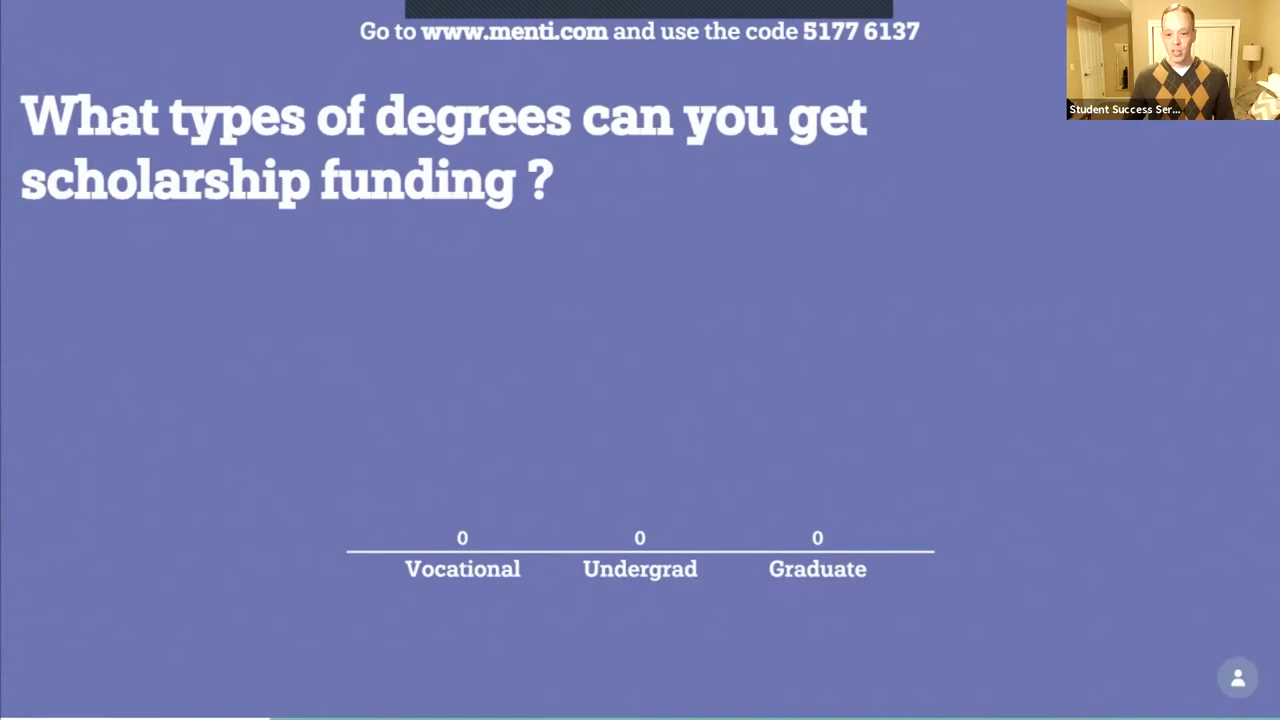 Go to www.menti.com and use the code 5177 6137
What types of degrees can you get
scholarship funding ?
Student Success Ser...
0 0 0
Vocational Undergrad Graduate